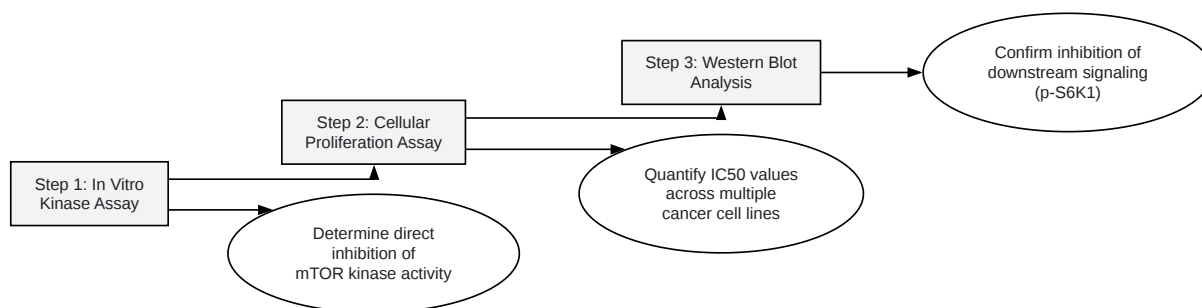 Step 1: In Vitro
Kinase Assay
Determine direct
inhibition of
mTOR kinase activity
Step 2: Cellular
Proliferation Assay
Quantify IC50 values
across multiple
cancer cell lines
Step 3: Western Blot
Analysis
Confirm inhibition of
downstream signaling
(p-S6K1)